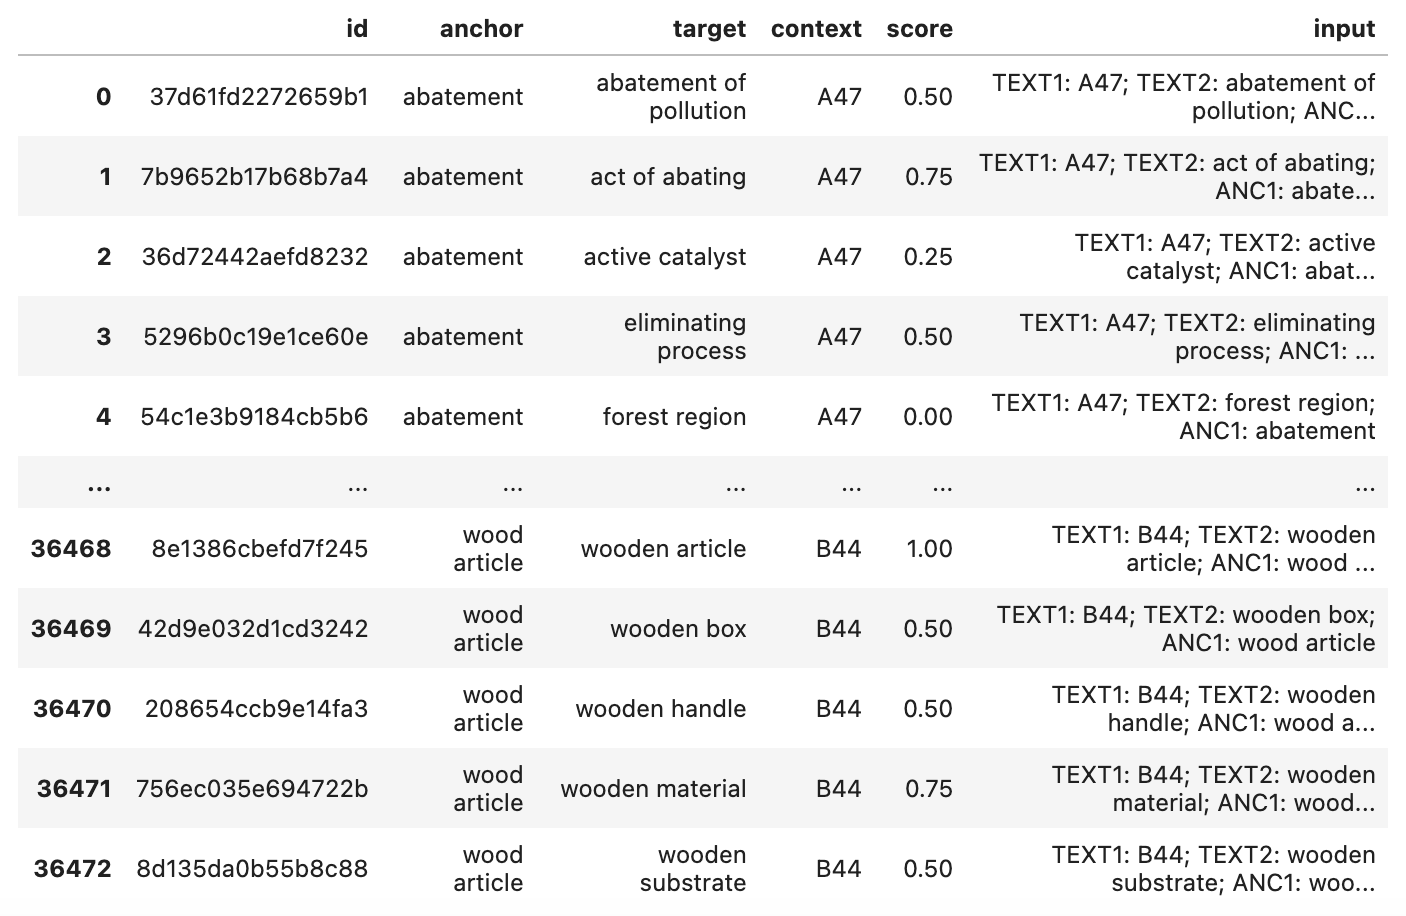 id anchor target context score input
0 37d61fd2272659b1 abatement abatement of pollution A47 0.50 TEXT1: A47; TEXT2: abatement of pollution; ANC...
1 7b9652b17b68b7a4 abatement act of abating A47 0.75 TEXT1: A47; TEXT2: act of abating; ANC1: abate...
2 36d72442aefd8232 abatement active catalyst A47 0.25 TEXT1: A47; TEXT2: active catalyst; ANC1: abat...
3 5296b0c19e1ce60e abatement eliminating process A47 0.50 TEXT1: A47; TEXT2: eliminating process; ANC1: ...
4 54c1e3b9184cb5b6 abatement forest region A47 0.00 TEXT1: A47; TEXT2: forest region; ANC1: abatement
... ... ... ... ... ... ...
36468 8e1386cbefd7f245 wood article wooden article B44 1.00 TEXT1: B44; TEXT2: wooden article; ANC1: wood ...
36469 42d9e032d1cd3242 wood article wooden box B44 0.50 TEXT1: B44; TEXT2: wooden box; ANC1: wood article
36470 208654ccb9e14fa3 wood article wooden handle B44 0.50 TEXT1: B44; TEXT2: wooden handle; ANC1: wood a...
36471 756ec035e694722b wood article wooden material B44 0.75 TEXT1: B44; TEXT2: wooden material; ANC1: wood...
36472 8d135da0b55b8c88 wood article wooden substrate B44 0.50 TEXT1: B44; TEXT2: wooden substrate; ANC1: woo...